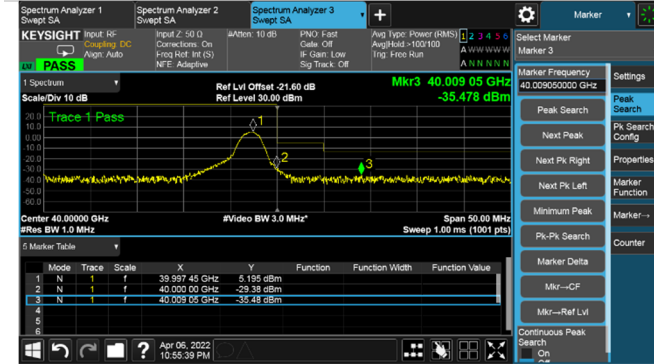 Spectrum Analyzer 1
Swept SA
Spectrum Analyzer 2
Swept SA
Spectrum Analyzer 3
Swept SA
+
Marker
KEYSIGHT
Input: RF
Coupling: DC
Align: Auto
Input Z: 50 Ω
Corrections: On
Freq Ref: Int (S)
NFE: Adaptive
#Atten: 10 dB
PNO: Fast
Gate: Off
IF Gain: Low
Sig Track: Off
Avg Type: Power (RMS)
Avg|Hold >100/100
Trig: Free Run
1 2 3 4 5 6
A W W W W W
A N N N N N
PASS
Select Marker
Marker 3
1 Spectrum
Scale/Div 10 dB
Ref Lvl Offset -21.60 dB
Ref Level 30.00 dBm
Mkr3 40.009 05 GHz
-35.478 dBm
Trace 1 Pass
20.0
10.0
0.00
-10.0
-20.0
-30.0
-40.0
-50.0
-60.0
1
2
3
Center 40.00000 GHz
#Res BW 1.0 MHz
#Video BW 3.0 MHz*
Span 50.00 MHz
Sweep 1.00 ms (1001 pts)
5 Marker Table
Mode Trace Scale X Y Function Function Width Function Value
1 N 1 f 39.997 45 GHz 5.195 dBm
2 N 1 f 40.000 00 GHz -29.38 dBm
3 N 1 f 40.009 05 GHz -35.48 dBm
4
5
6
Apr 06, 2022
10:55:39 PM
Marker Frequency
40.009050000 GHz
Peak Search
Next Peak
Next Pk Right
Next Pk Left
Minimum Peak
Pk-Pk Search
Marker Delta
Mkr→CF
Mkr→Ref Lvl
Continuous Peak
Search
On
Off
Settings
Peak
Search
Pk Search
Config
Properties
Marker
Function
Marker→
Counter